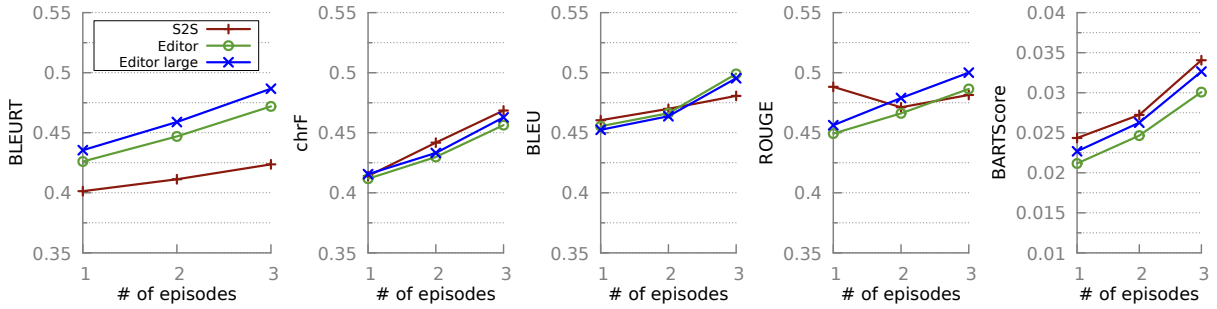 BLEURT
0.55
0.5
0.45
0.4
0.35
S2S
Editor
Editor large
1 2 3
# of episodes
chrF
0.55
0.5
0.45
0.4
0.35
1 2 3
# of episodes
BLEU
0.55
0.5
0.45
0.4
0.35
1 2 3
# of episodes
ROUGE
0.55
0.5
0.45
0.4
0.35
1 2 3
# of episodes
BARTScore
0.04
0.035
0.03
0.025
0.02
0.015
0.01
1 2 3
# of episodes